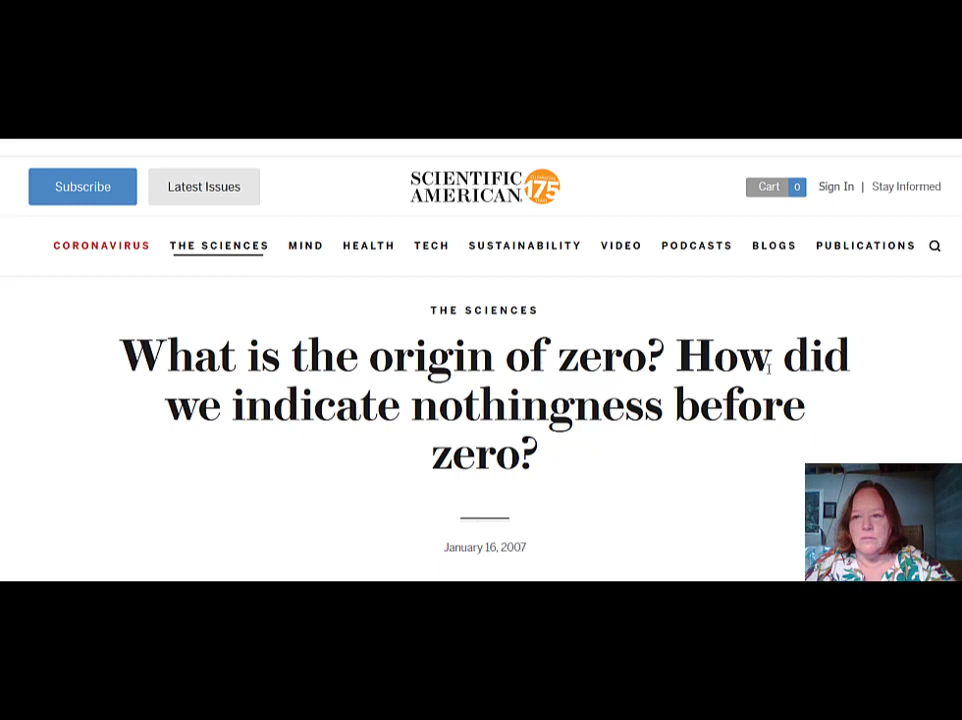 Subscribe
Latest Issues
SCIENTIFIC
AMERICAN
175
Cart 0
Sign In | Stay Informed
CORONAVIRUS THE SCIENCES MIND HEALTH TECH SUSTAINABILITY VIDEO PODCASTS BLOGS PUBLICATIONS
THE SCIENCES
What is the origin of zero? How did
we indicate nothingness before
zero?
January 16, 2007